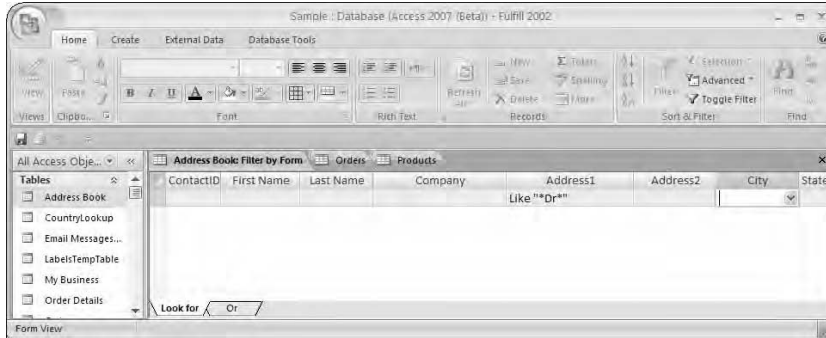 Sample : Database (Access 2007 (Beta)) - Fulfill 2002
Home Create External Data Database Tools
View Paste
B I U A
Refresh All
New
Save
Delete
Totals
Spelling
More
Filter
Selection
Advanced
Toggle Filter
Find
Views Clipbo... Font Rich Text Records Sort & Filter Find
All Access Obje...
Address Book: Filter by Form Orders Products
Tables
Address Book
CountryLookup
Email Messages...
LabelsTempTable
My Business
Order Details
ContactID First Name Last Name Company Address1 Address2 City State
Like "*Dr*"
Look for Or
Form View